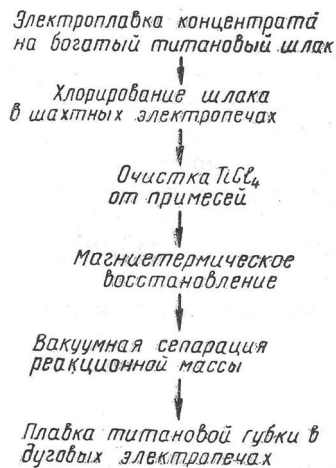 Электроплавка концентрата
на богатый титановый шлак
Хлорирование шлака
в шахтных электропечах
Очистка TiCl₄
от примесей
Магниетермическое
восстановление
Вакуумная сепарация
реакционной массы
Плавка титановой губки в
дуговых электропечах